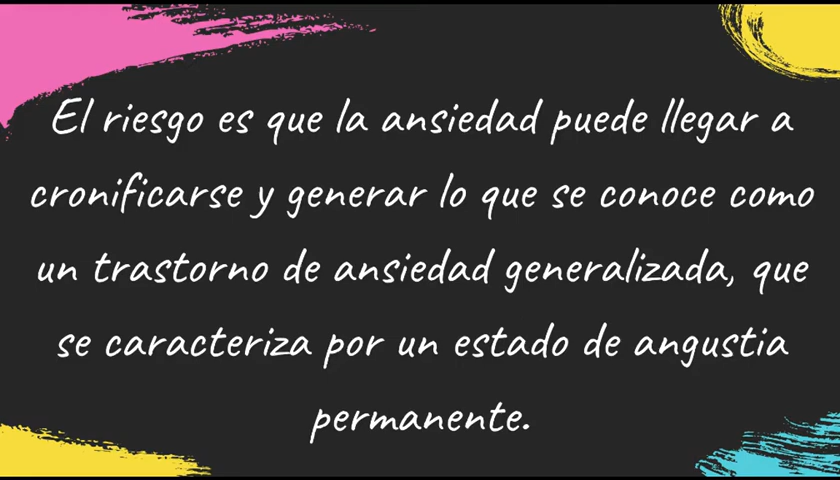 El riesgo es que la ansiedad puede llegar a
cronificarse y generar lo que se conoce como
un trastorno de ansiedad generalizada, que
se caracteriza por un estado de angustia
permanente.